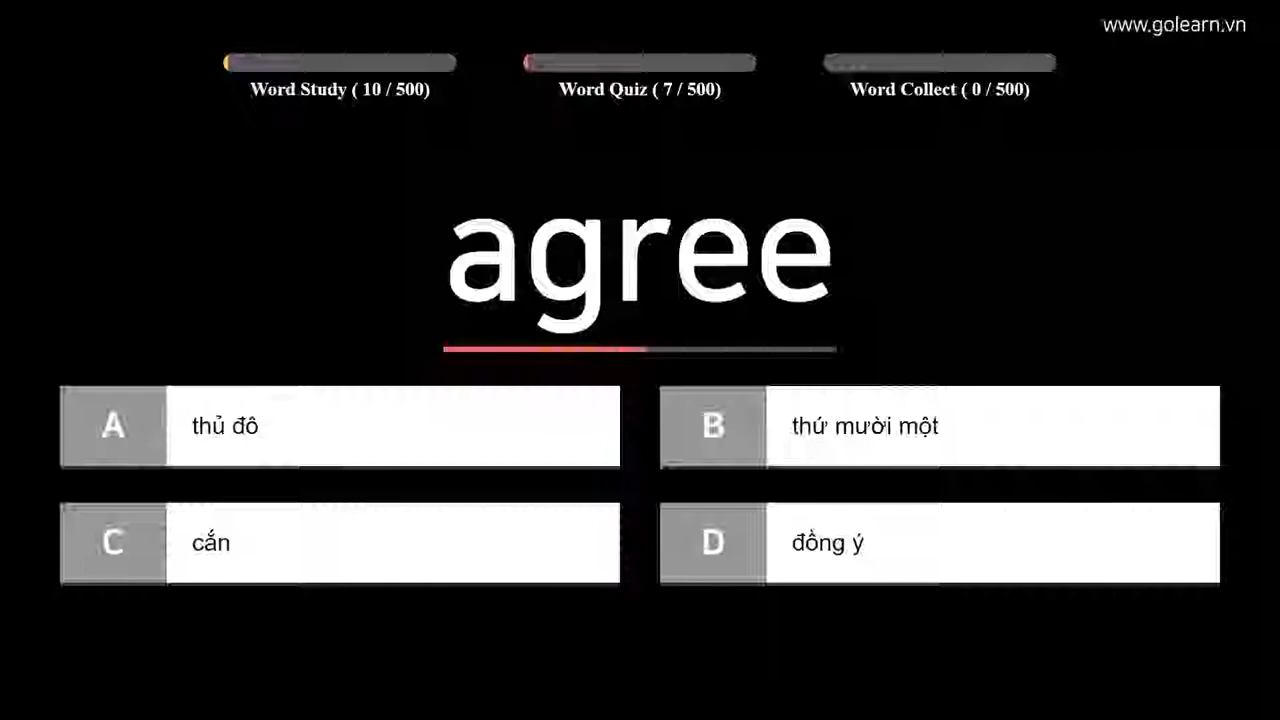 www.golearn.vn
Word Study ( 10 / 500)
Word Quiz ( 7 / 500)
Word Collect ( 0 / 500)
agree
A thủ đô
B thứ mười một
C cắn
D đồng ý